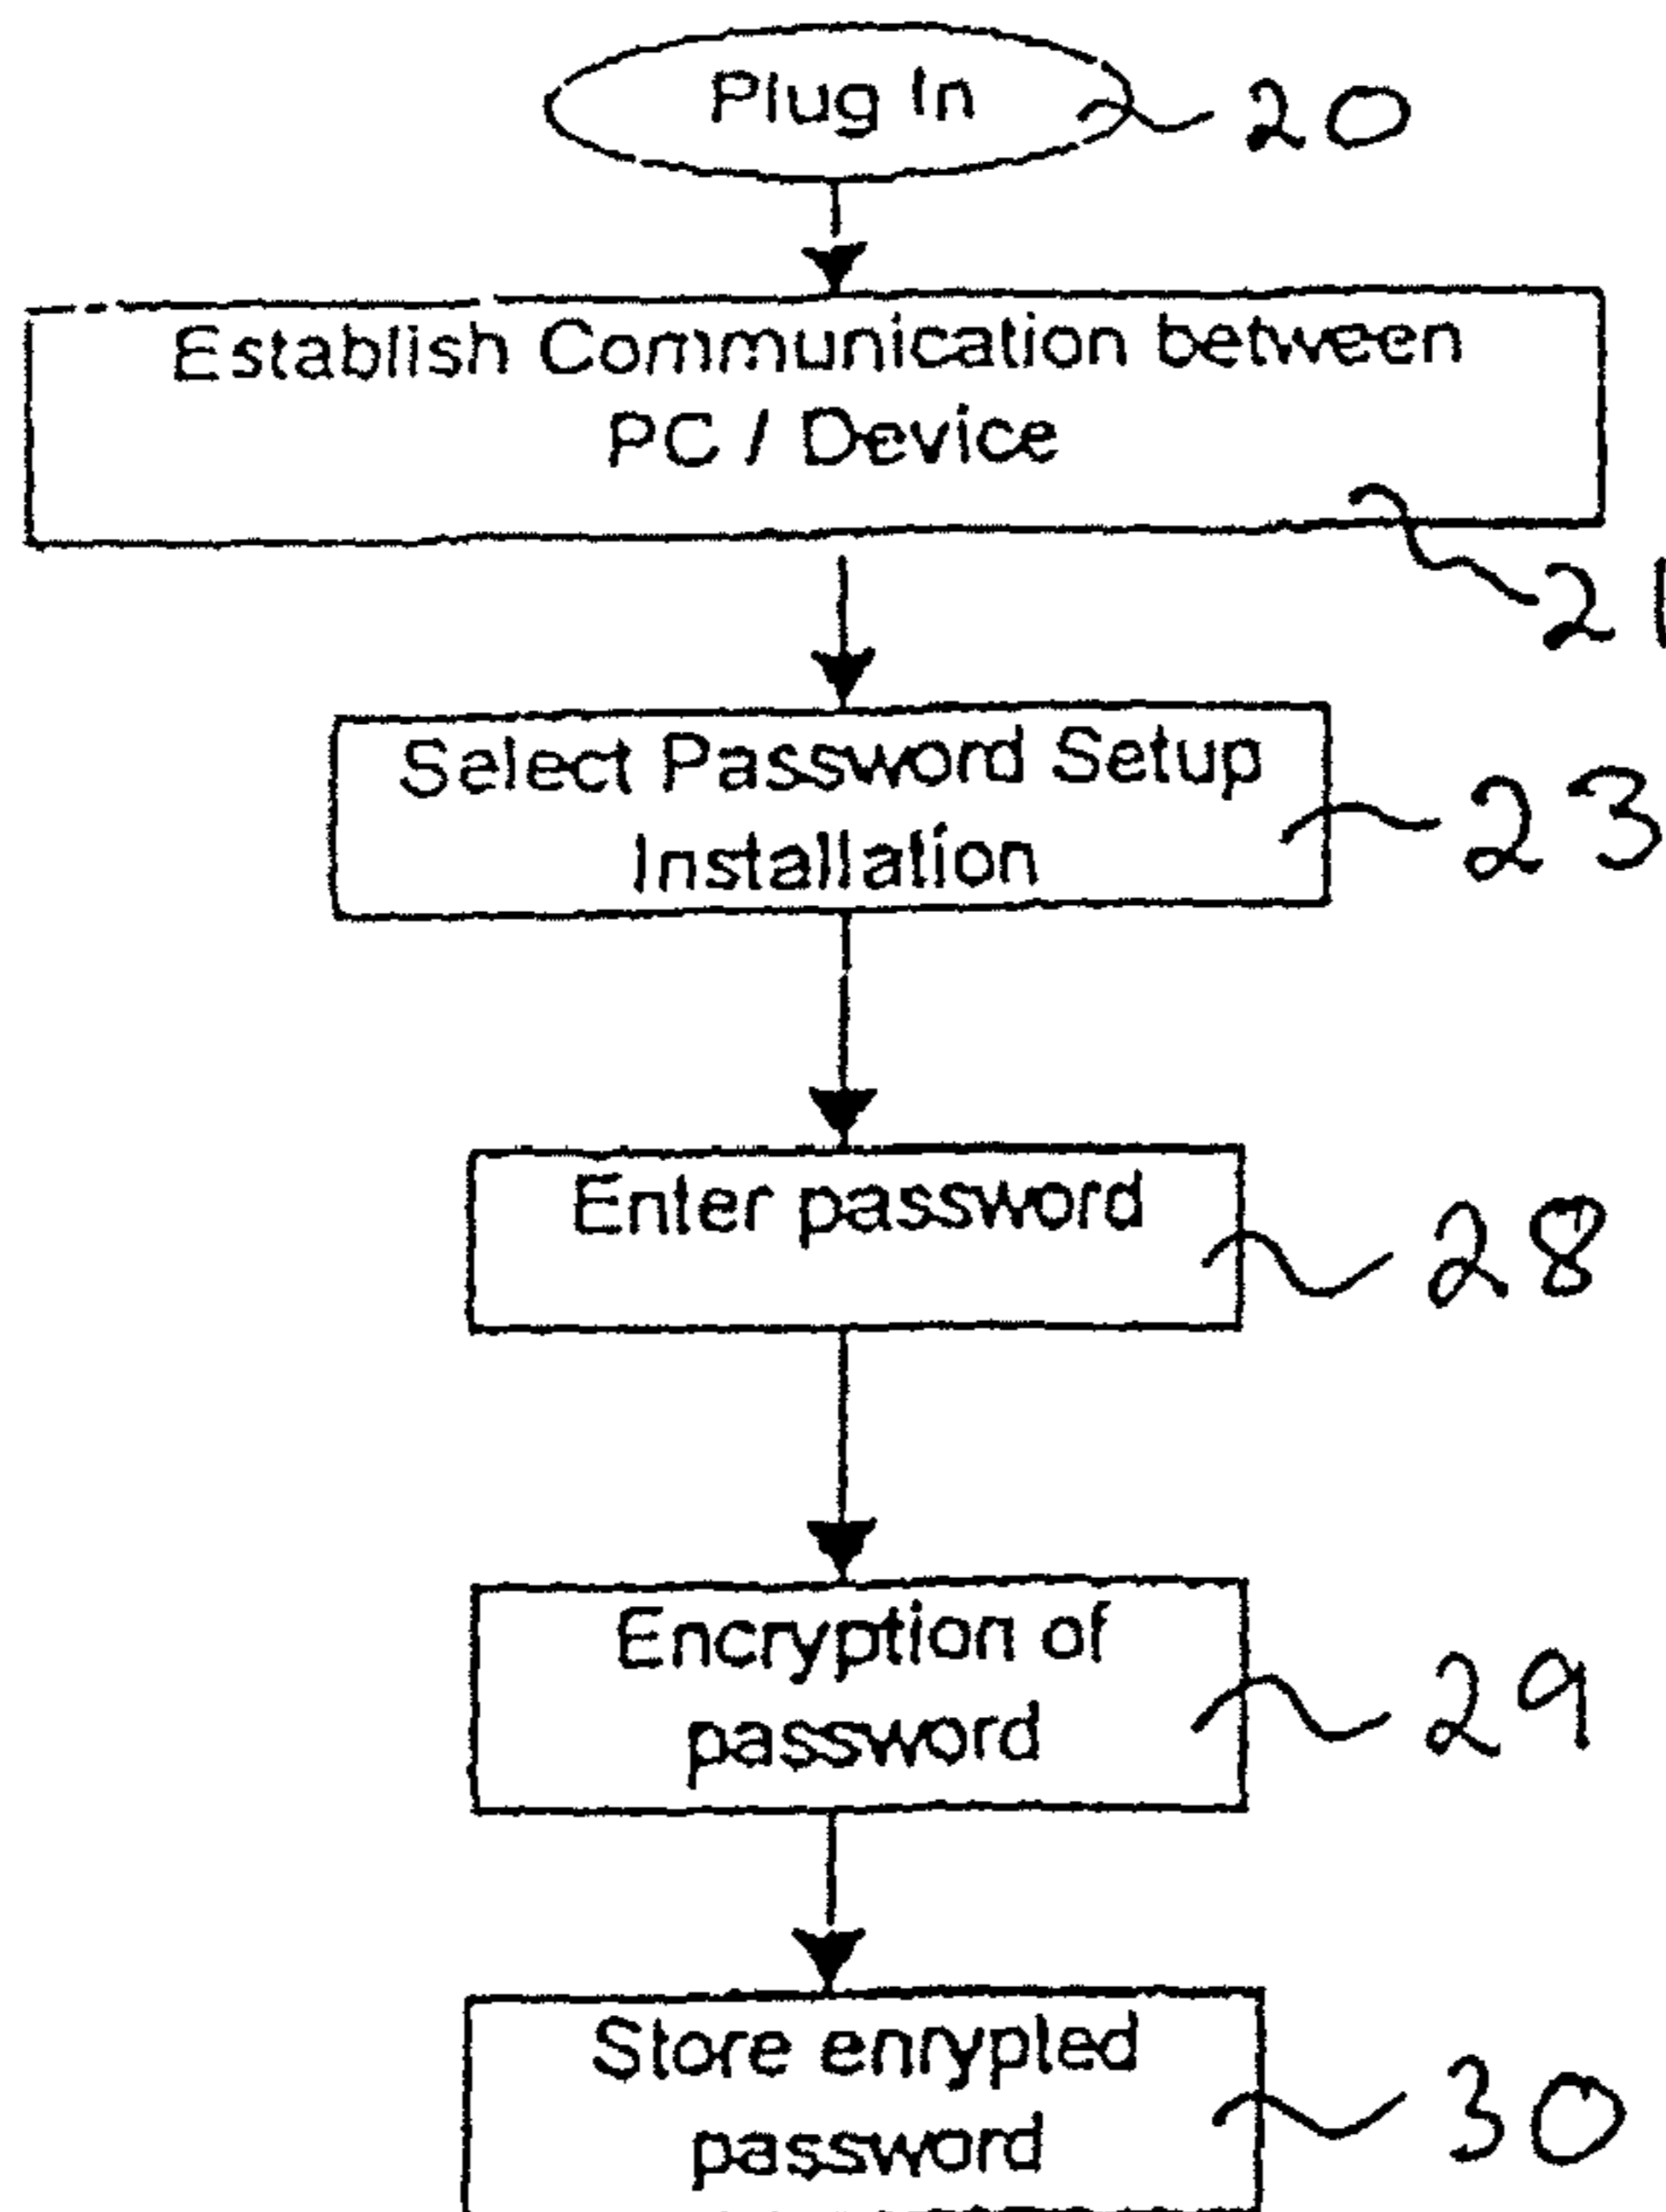 Plug In 20
Establish Communication between
PC / Device
21
Select Password Setup
Installation
23
Enter password
28
Encryption of
password
29
Store enrypted
password
30